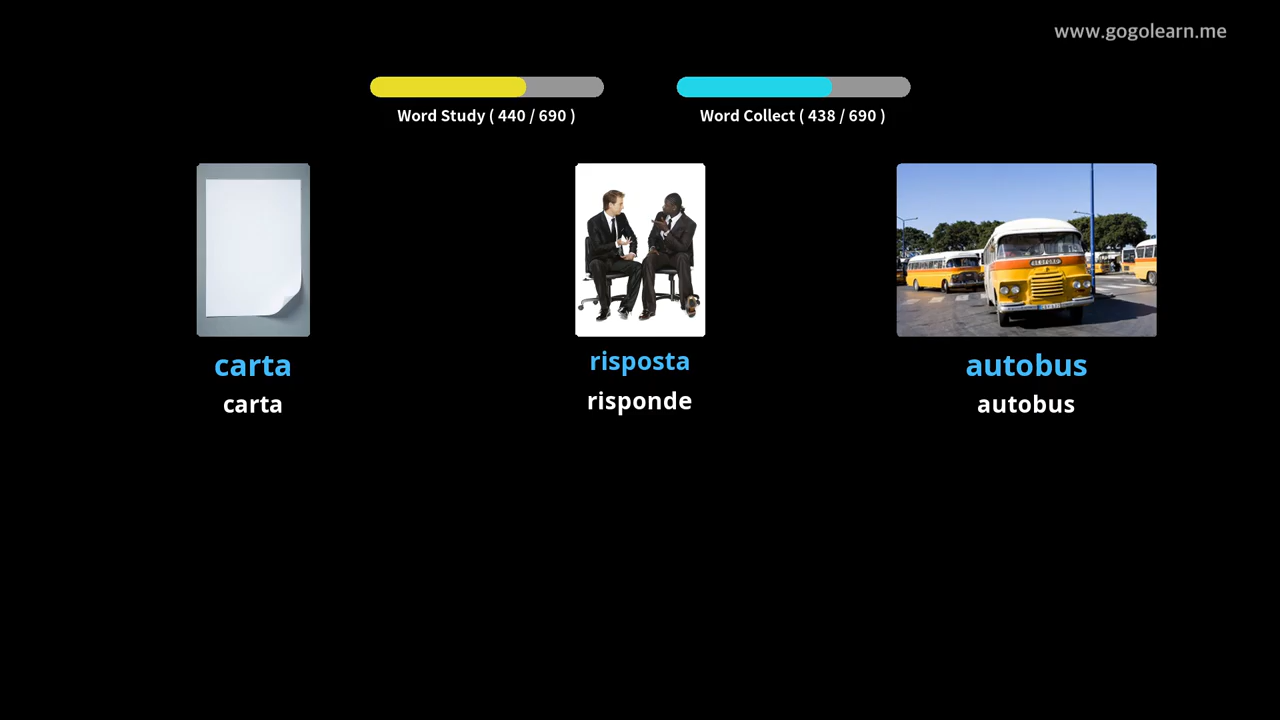 www.gogolearn.me
Word Study ( 440 / 690 )
Word Collect ( 438 / 690 )
carta
carta
risposta
risponde
autobus
autobus